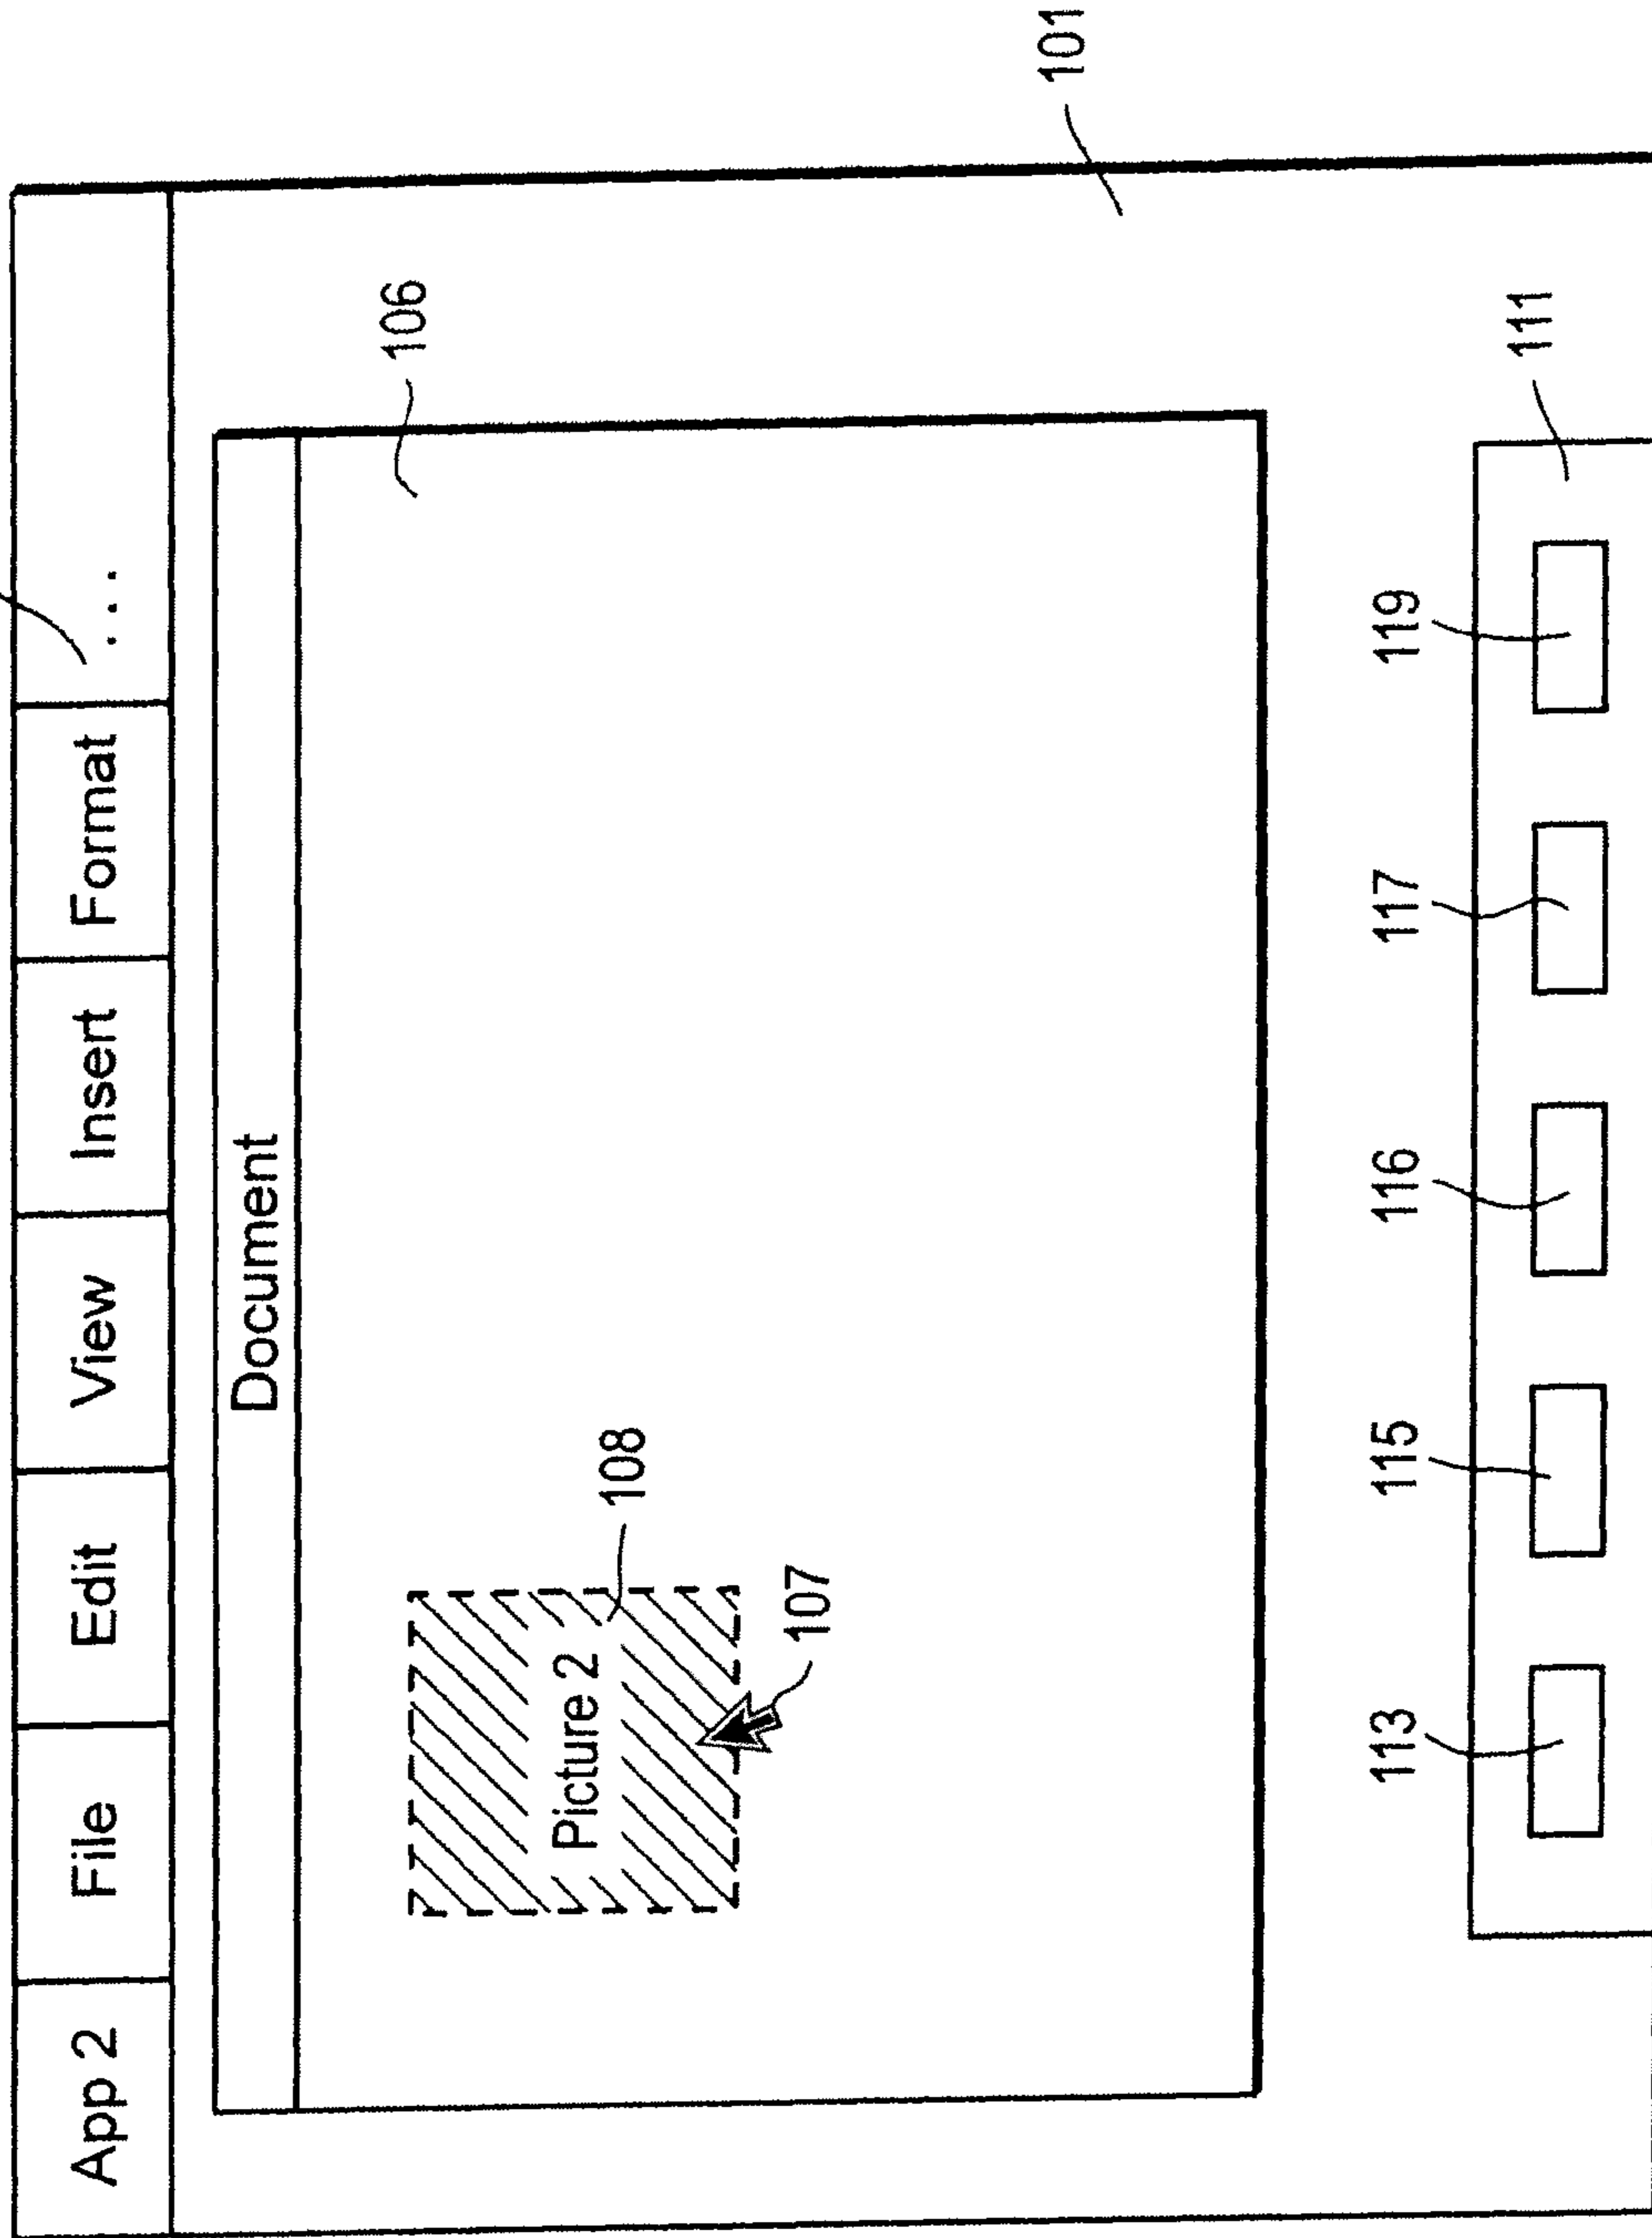 App 2 File Edit View Insert Format ...
101
Document
106
Picture 2
108
107
111
113 115 116 117 119